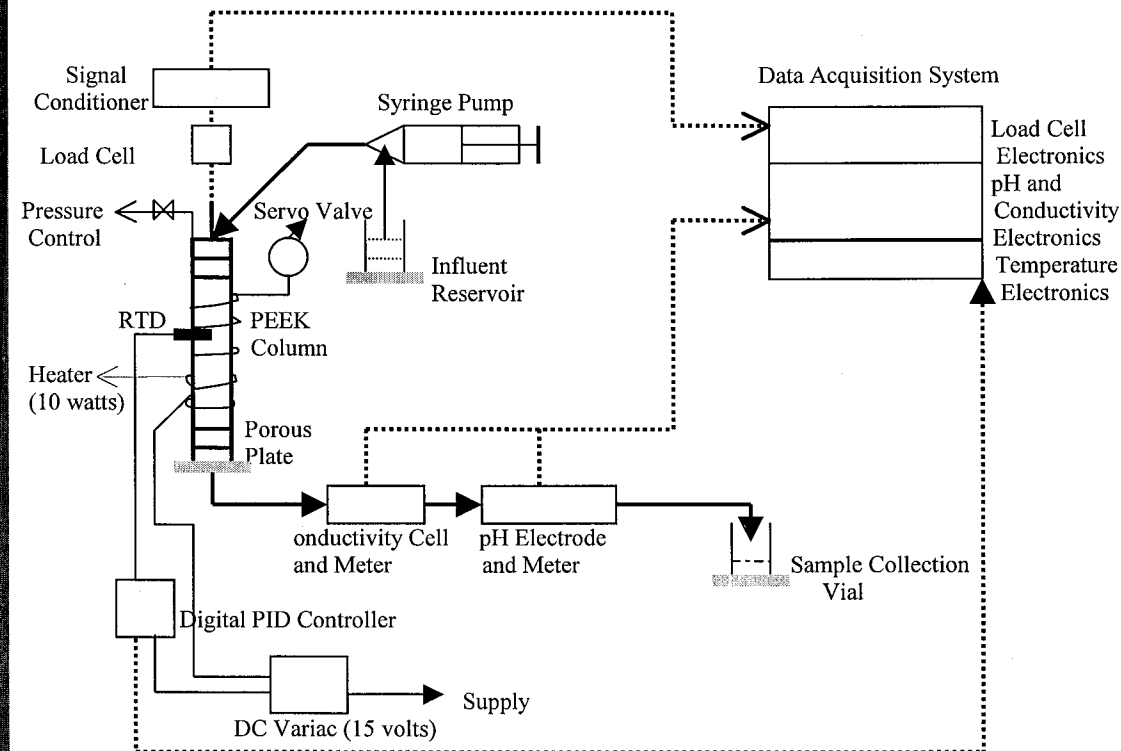 Signal
Conditioner
Data Acquisition System
Syringe Pump
Load Cell
Load Cell
Electronics
pH and
Conductivity
Electronics
Temperature
Electronics
Pressure
Control
Servo Valve
Influent
Reservoir
RTD
PEEK
Column
Heater
(10 watts)
Porous
Plate
onductivity Cell
and Meter
pH Electrode
and Meter
Sample Collection
Vial
Digital PID Controller
Supply
DC Variac (15 volts)